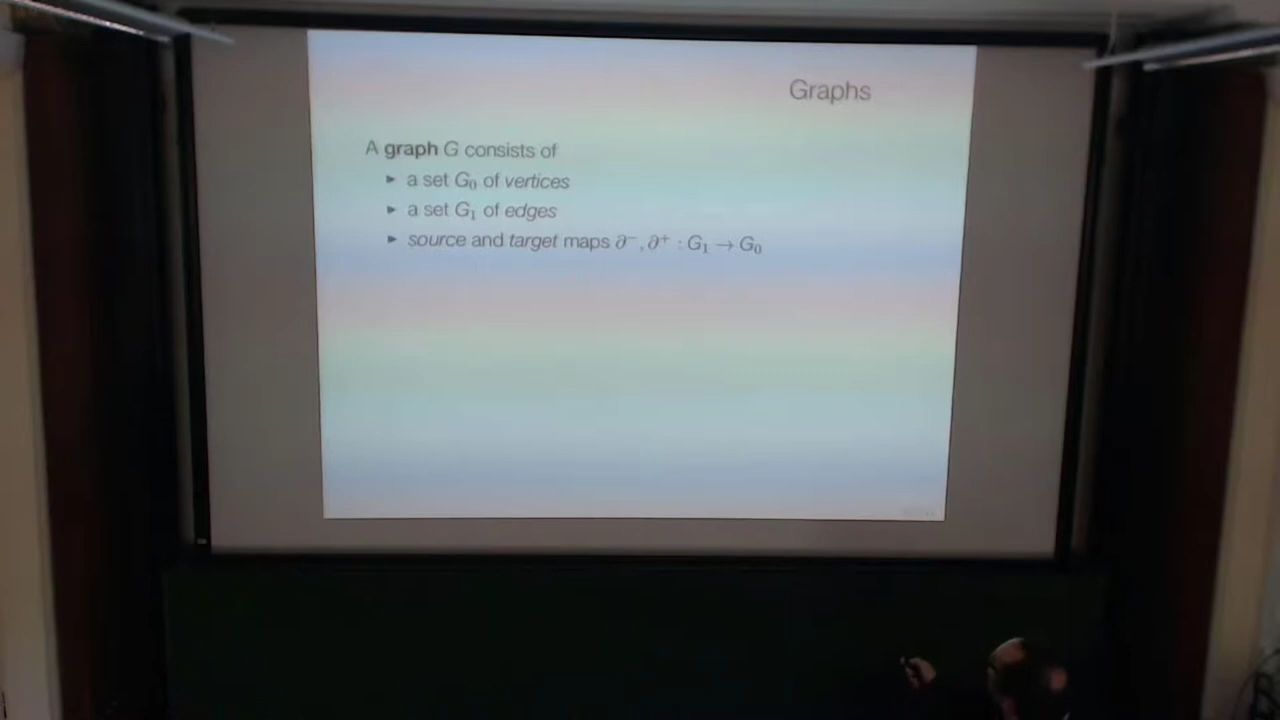 Graphs
A graph G consists of
▸ a set G₀ of vertices
▸ a set G₁ of edges
▸ source and target maps ∂⁻, ∂⁺ : G₁ → G₀